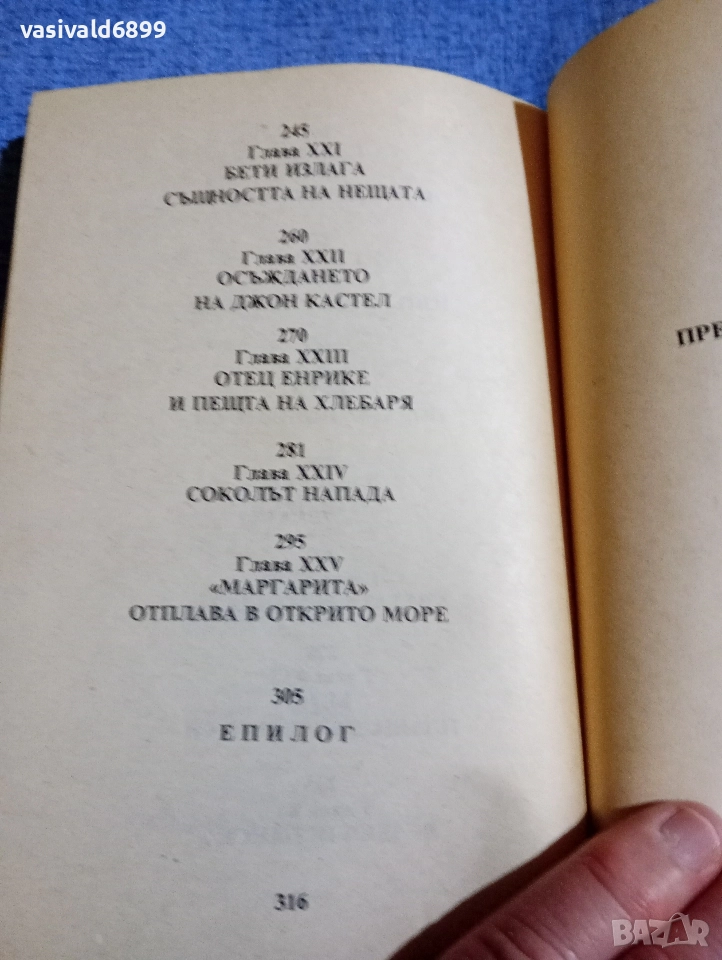 vasivald6899
245
Глава XXI
БЕТИ ИЗЛАГА
СЪЩНОСТТА НА НЕЩАТА
260
Глава XXII
ОСЪЖДАНЕТО
НА ДЖОН КАСТЕЛ
270
Глава XXIII
ОТЕЦ ЕНРИКЕ
И ПЕЩТА НА ХЛЕБАРЯ
281
Глава XXIV
СОКОЛЪТ НАПАДА
295
Глава XXV
«МАРГАРИТА»
ОТПЛАВА В ОТКРИТО МОРЕ
305
ЕПИЛОГ
316
ПРЕ
BAZAR